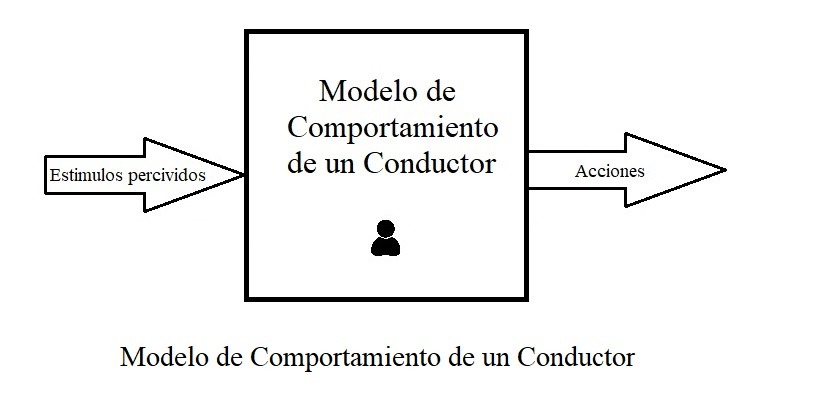 Modelo de
Comportamiento
de un Conductor
Estimulos percividos
Acciones
Modelo de Comportamiento de un Conductor